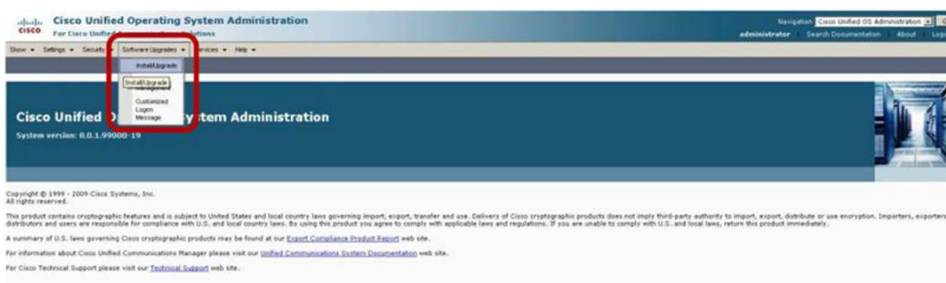 CISCO
Cisco Unified Operating System Administration
For Cisco Unified Solutions
Navigation Cisco Unified OS Administration
administrator Search Documentation About
Show Settings Security Software Upgrades Services Help
Install/Upgrade
Install/Upgrade
Customized
Logon
Message
Cisco Unified System Administration
System version: 8.0.1.99000-19
Copyright © 1999 - 2009 Cisco Systems, Inc.
All rights reserved.
This product contains cryptographic features and is subject to United States and local country laws governing import, export, transfer and use. Delivery of Cisco cryptographic products does not imply third-party authority to import, export, distribute or use encryption. Importers, exporters
distributors and users are responsible for compliance with U.S. and local country laws. By using this product you agree to comply with applicable laws and regulations. If you are unable to comply with U.S. and local laws, return this product immediately.
A summary of U.S. laws governing Cisco cryptographic products may be found at our Export Compliance Product Report web site.
For information about Cisco Unified Communications Manager please visit our Unified Communications System Documentation web site.
For Cisco Technical Support please visit our Technical Support web site.